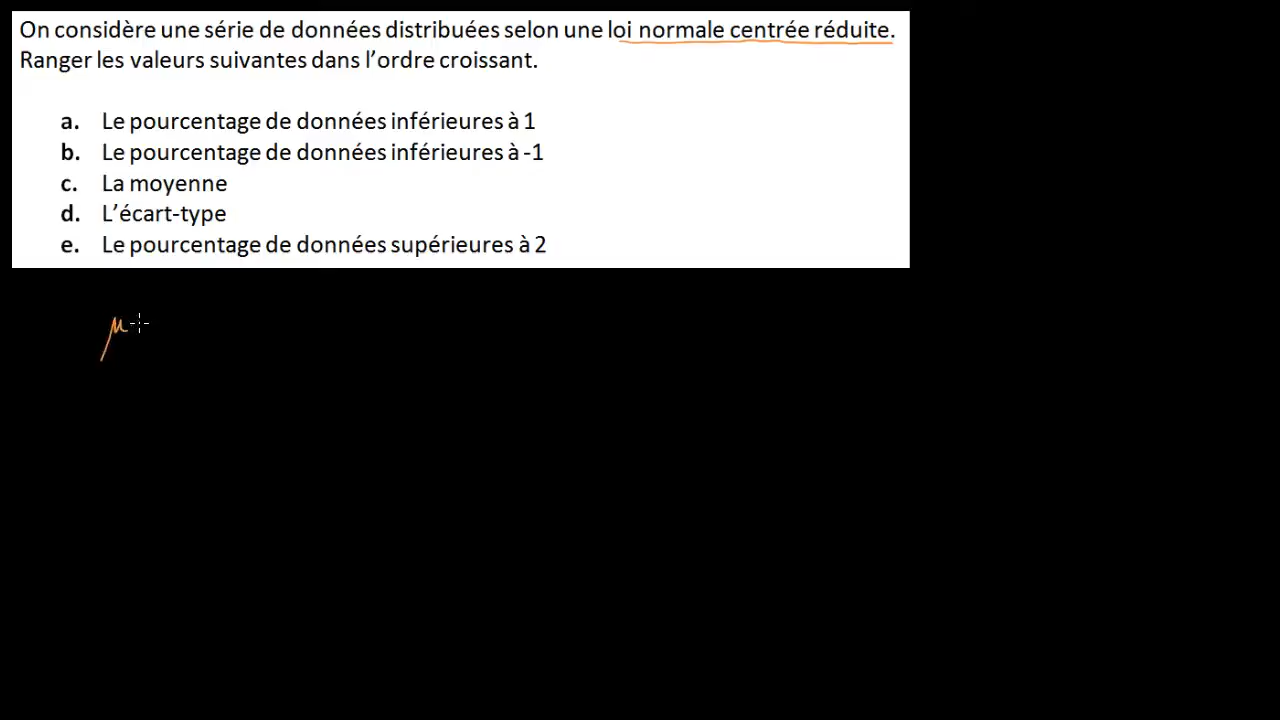 On considère une série de données distribuées selon une loi normale centrée réduite.
Ranger les valeurs suivantes dans l’ordre croissant.
a. Le pourcentage de données inférieures à 1
b. Le pourcentage de données inférieures à -1
c. La moyenne
d. L’écart-type
e. Le pourcentage de données supérieures à 2
μ